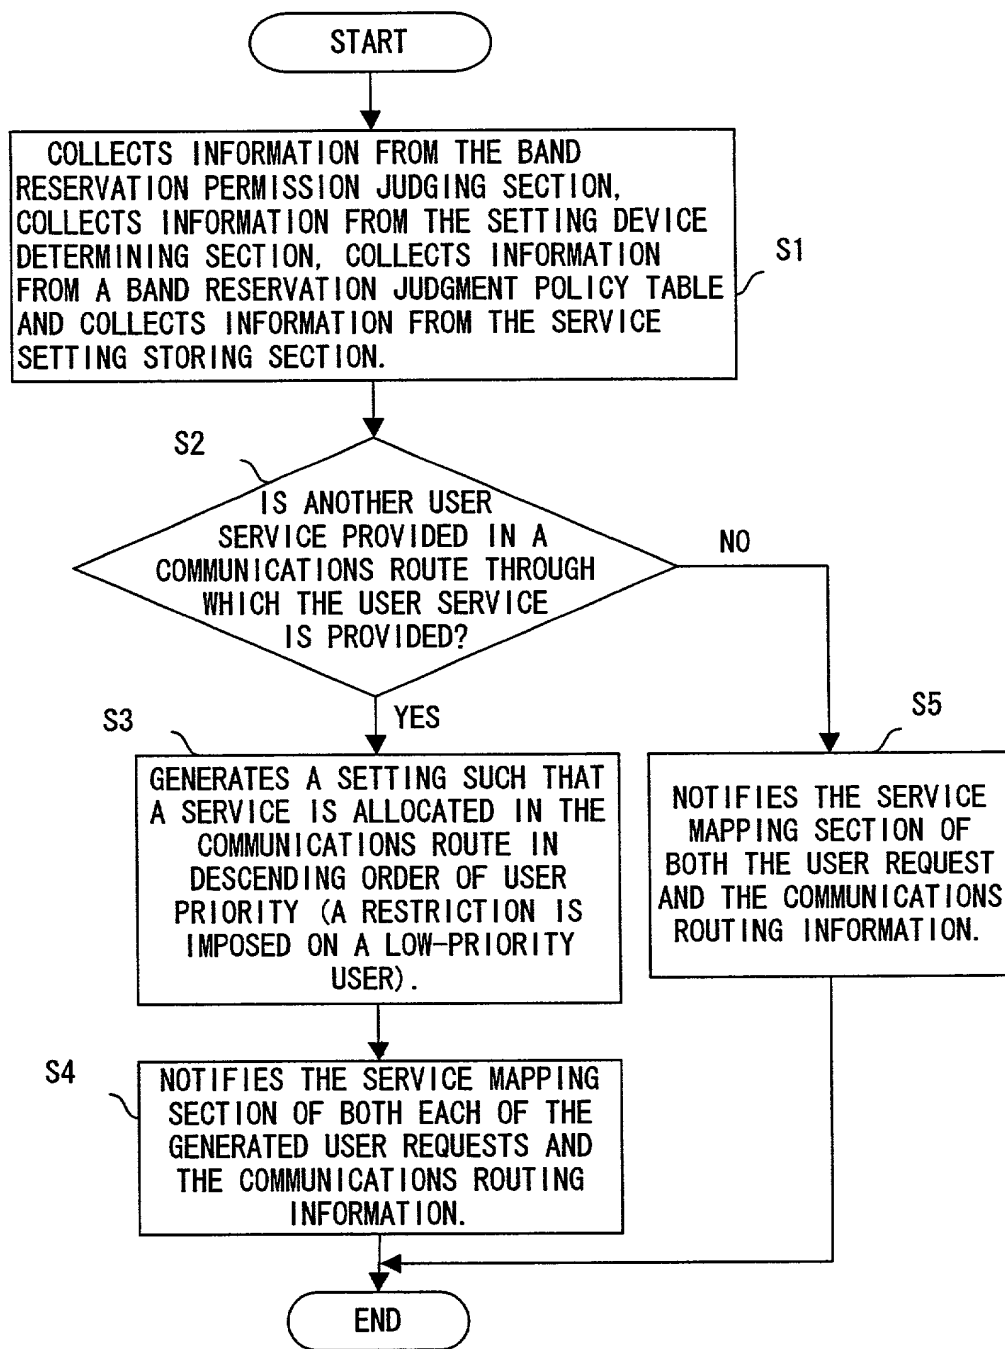 START
COLLECTS INFORMATION FROM THE BAND
RESERVATION PERMISSION JUDGING SECTION,
COLLECTS INFORMATION FROM THE SETTING DEVICE
DETERMINING SECTION, COLLECTS INFORMATION
FROM A BAND RESERVATION JUDGMENT POLICY TABLE
AND COLLECTS INFORMATION FROM THE SERVICE
SETTING STORING SECTION.
S1
S2
IS ANOTHER USER
SERVICE PROVIDED IN A
COMMUNICATIONS ROUTE THROUGH
WHICH THE USER SERVICE
IS PROVIDED?
NO
YES
S3
GENERATES A SETTING SUCH THAT
A SERVICE IS ALLOCATED IN THE
COMMUNICATIONS ROUTE IN
DESCENDING ORDER OF USER
PRIORITY (A RESTRICTION IS
IMPOSED ON A LOW-PRIORITY
USER).
S5
NOTIFIES THE SERVICE
MAPPING SECTION OF
BOTH THE USER REQUEST
AND THE COMMUNICATIONS
ROUTING INFORMATION.
S4
NOTIFIES THE SERVICE MAPPING
SECTION OF BOTH EACH OF THE
GENERATED USER REQUESTS AND
THE COMMUNICATIONS ROUTING
INFORMATION.
END